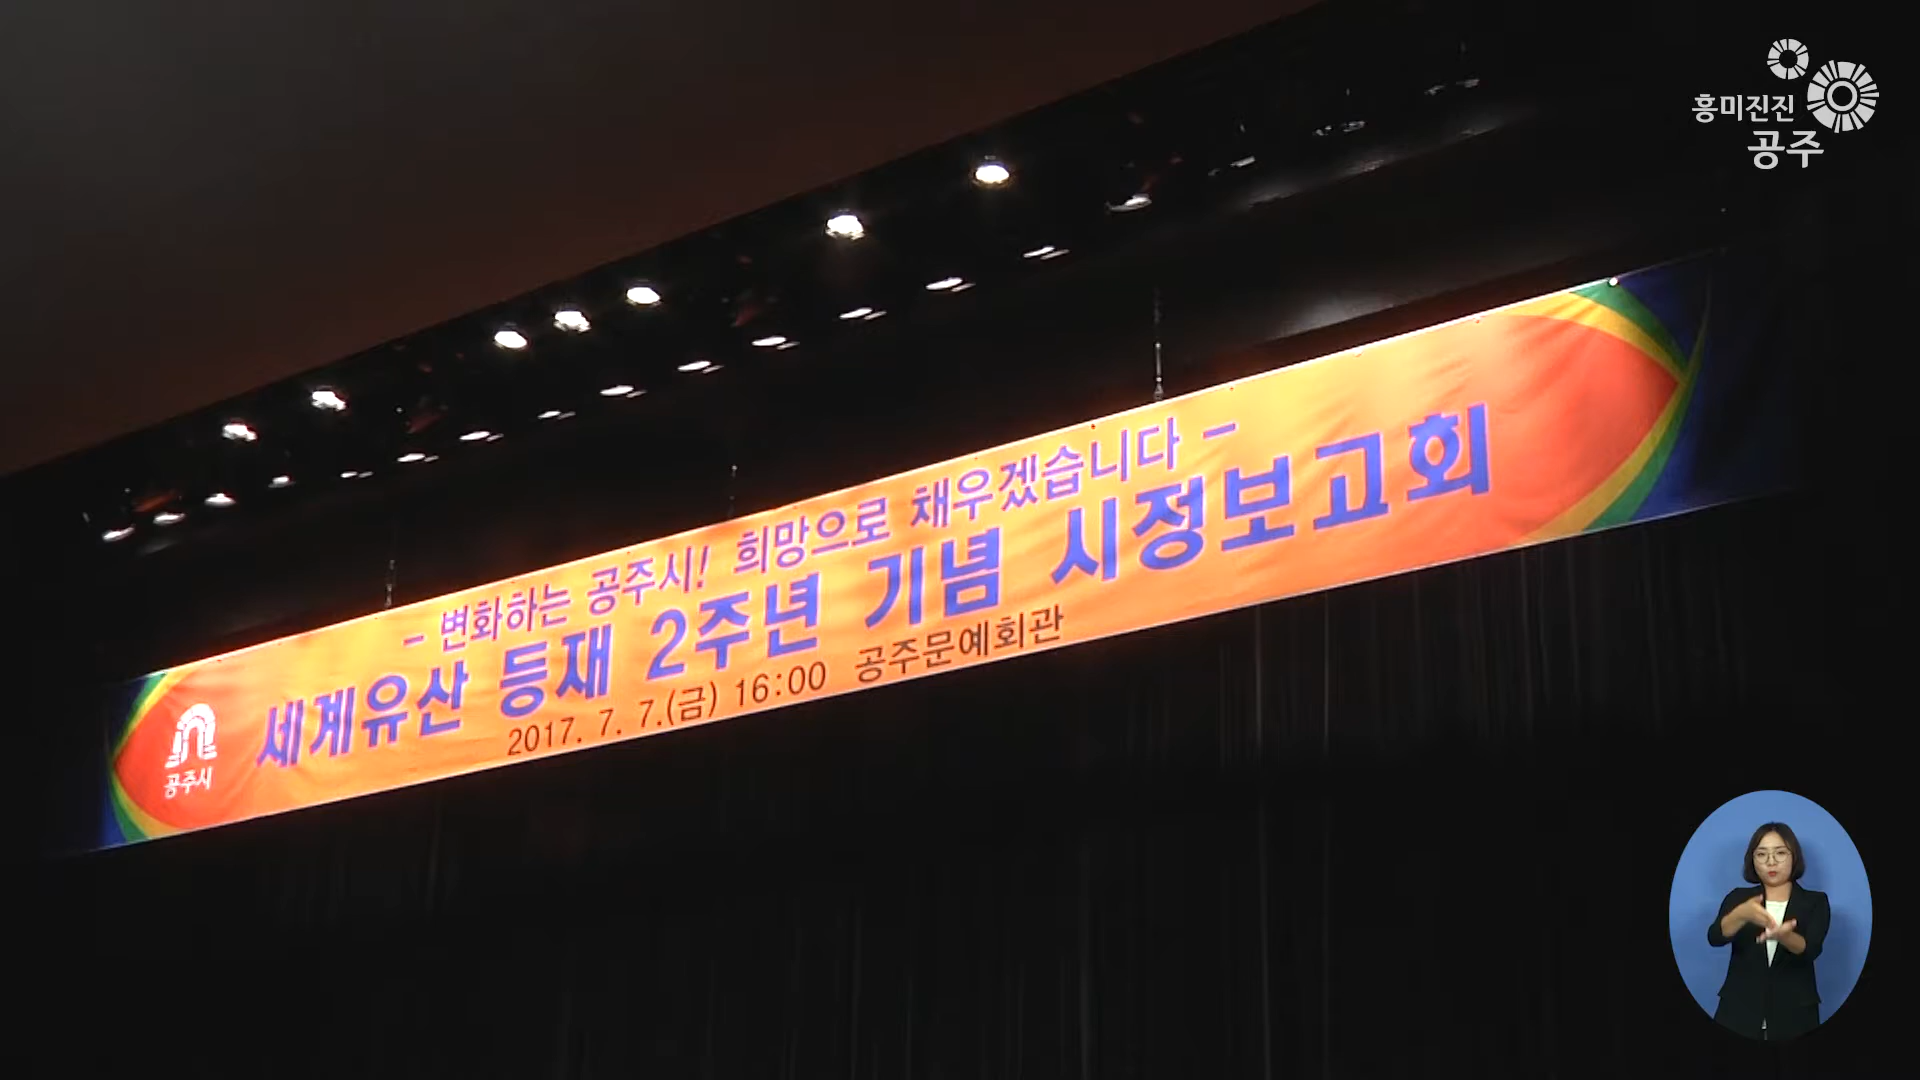 흥미진진
공주
- 변화하는 공주시! 희망으로 채우겠습니다 -
세계유산 등재 2주년 기념 시정보고회
2017. 7. 7.(금) 16:00 공주문예회관
공주시